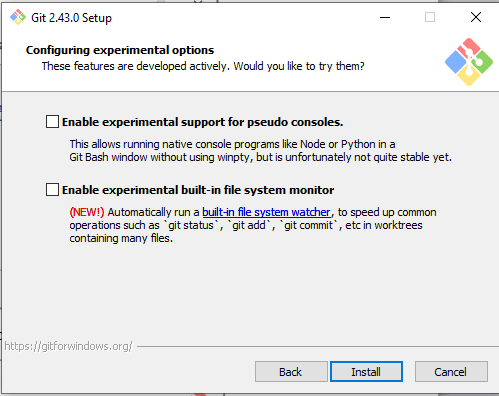 Git 2.43.0 Setup
Configuring experimental options
These features are developed actively. Would you like to try them?
Enable experimental support for pseudo consoles.
This allows running native console programs like Node or Python in a
Git Bash window without using winpty, but is unfortunately not quite stable yet.
Enable experimental built-in file system monitor
(NEW!) Automatically run a built-in file system watcher, to speed up common
operations such as `git status`, `git add`, `git commit`, etc in worktrees
containing many files.
https://gitforwindows.org/
Back Install Cancel